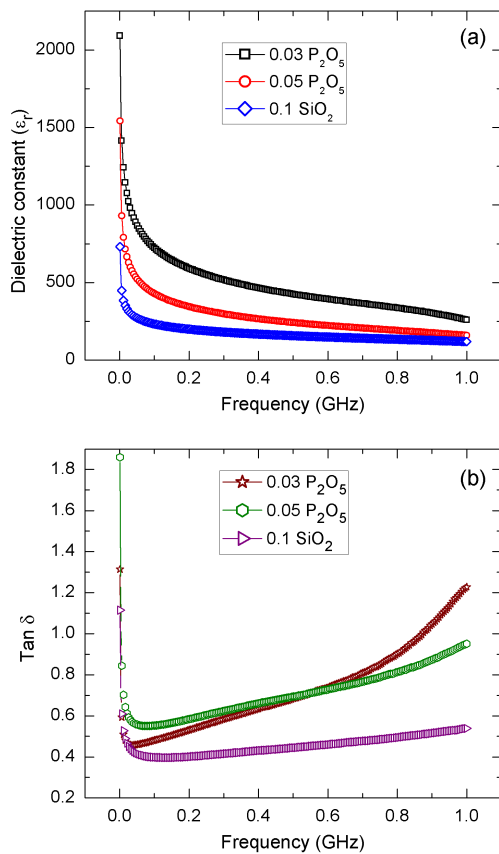 (a)
0.03 P₂O₅
0.05 P₂O₅
0.1 SiO₂
Dielectric constant (εᵣ)
2000
1500
1000
500
0
0.0 0.2 0.4 0.6 0.8 1.0
Frequency (GHz)
(b)
0.03 P₂O₅
0.05 P₂O₅
0.1 SiO₂
Tan δ
1.8
1.6
1.4
1.2
1.0
0.8
0.6
0.4
0.2
0.0 0.2 0.4 0.6 0.8 1.0
Frequency (GHz)